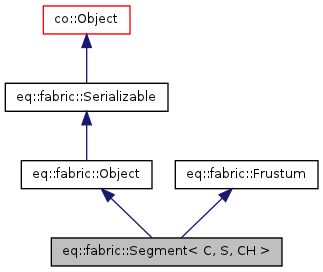 co::Object
eq::fabric::Serializable
eq::fabric::Object
eq::fabric::Frustum
eq::fabric::Segment< C, S, CH >